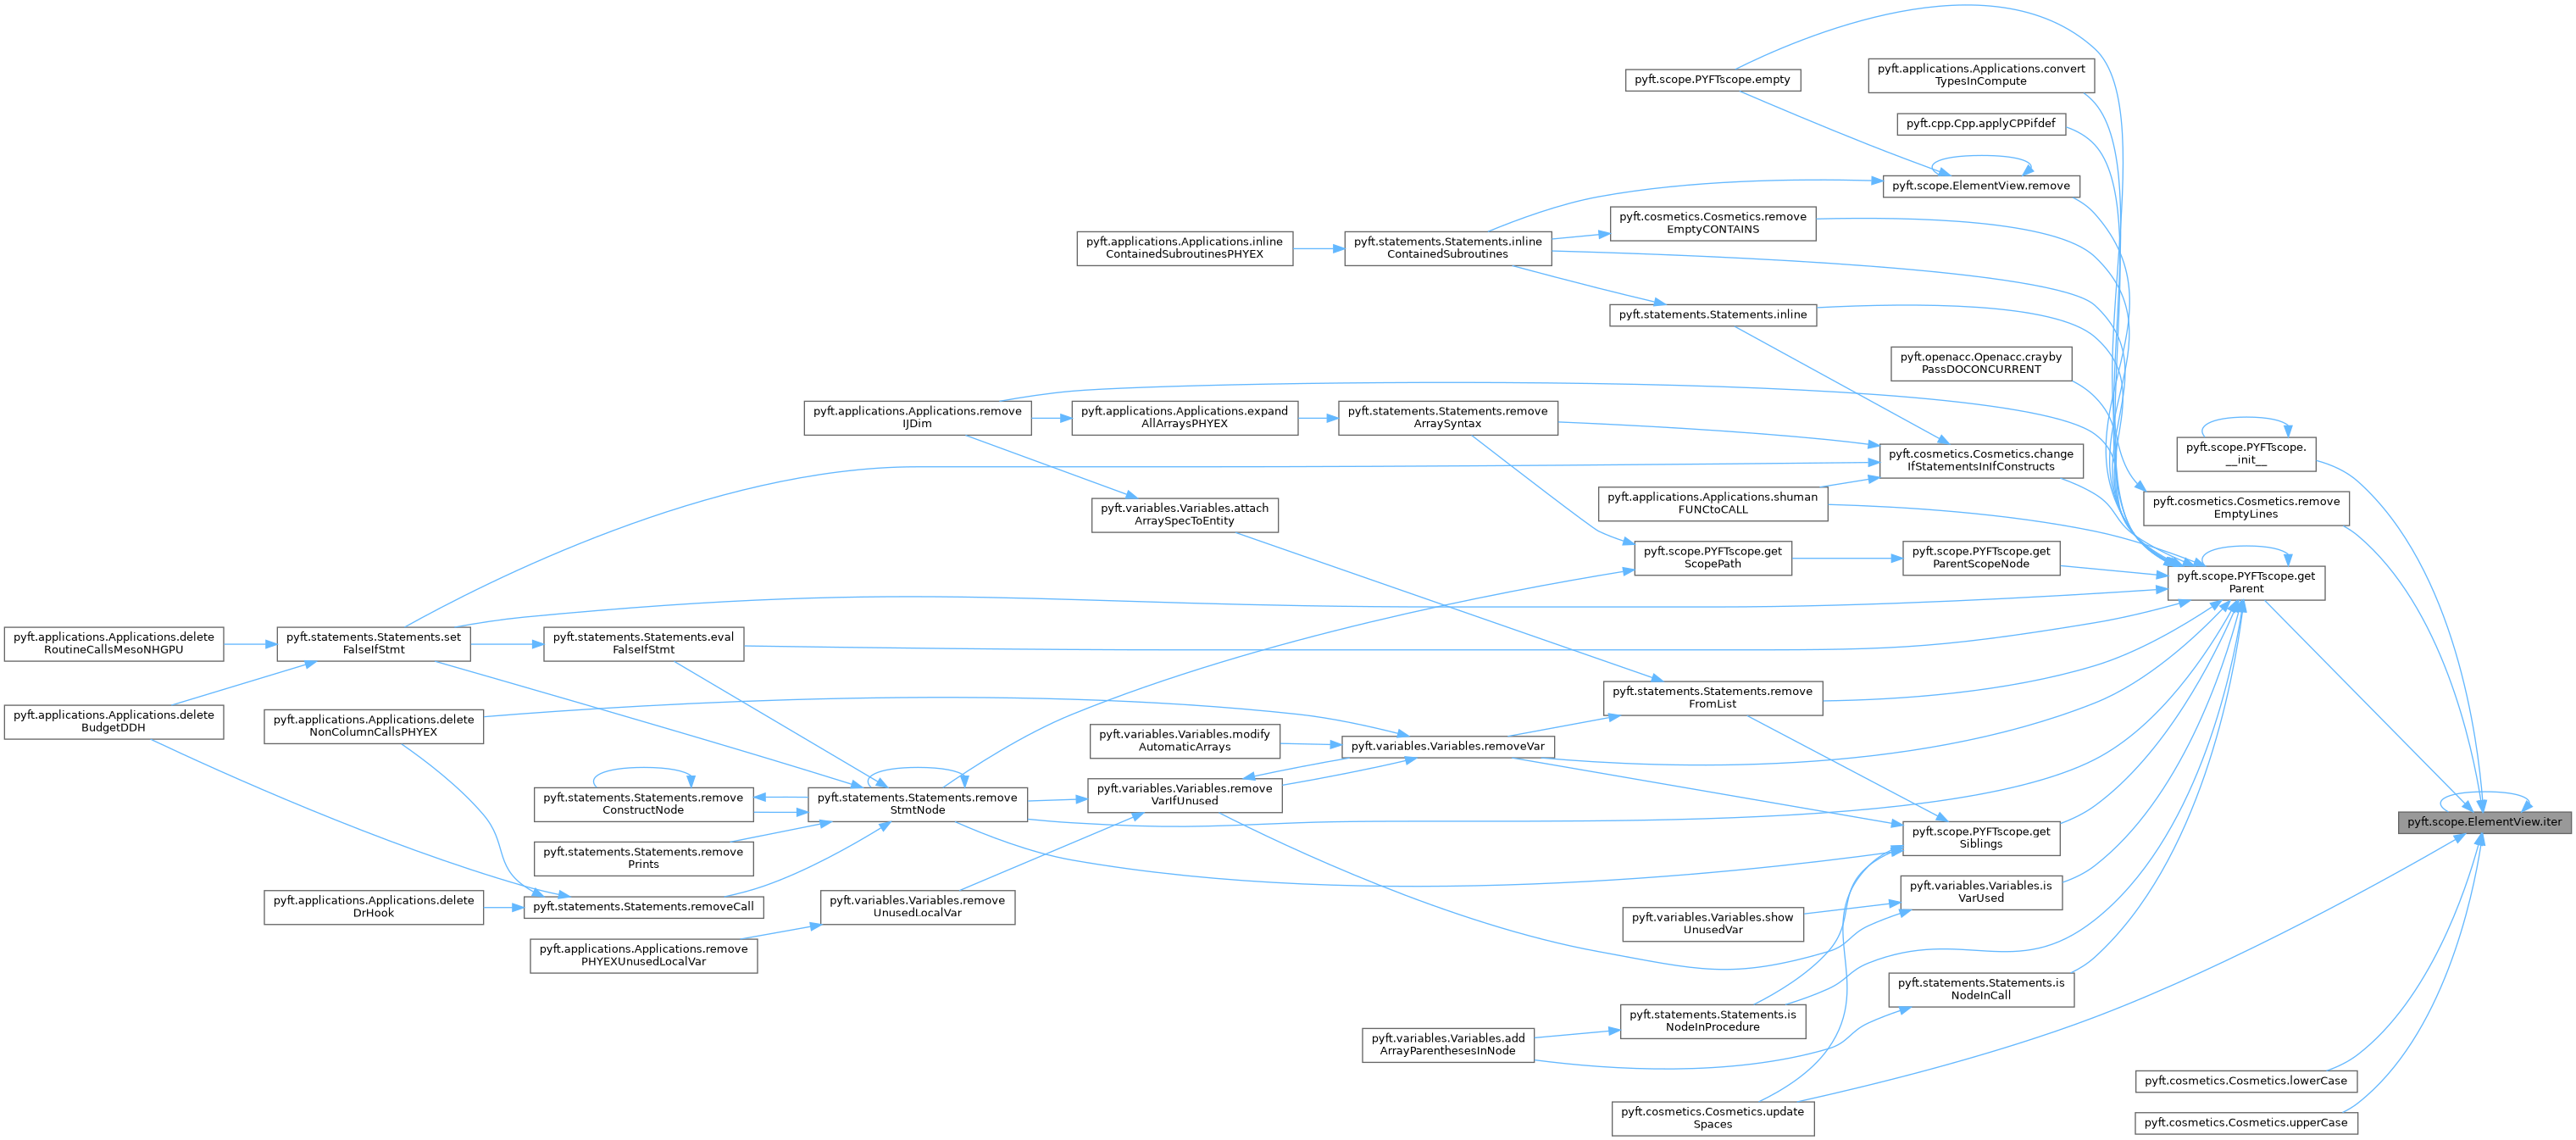 pyft.scope.PYFTscope.empty
pyft.applications.Applications.convert
TypesInCompute
pyft.cpp.Cpp.applyCPPifdef
pyft.scope.ElementView.remove
pyft.cosmetics.Cosmetics.remove
EmptyCONTAINS
pyft.applications.Applications.inline
ContainedSubroutinesPHYEX
pyft.statements.Statements.inline
ContainedSubroutines
pyft.statements.Statements.inline
pyft.openacc.Openacc.crayby
PassDOCONCURRENT
pyft.applications.Applications.remove
IJDim
pyft.applications.Applications.expand
AllArraysPHYEX
pyft.statements.Statements.remove
ArraySyntax
pyft.cosmetics.Cosmetics.change
IfStatementsInIfConstructs
pyft.scope.PYFTscope.
__init__
pyft.applications.Applications.shuman
FUNCtoCALL
pyft.cosmetics.Cosmetics.remove
EmptyLines
pyft.variables.Variables.attach
ArraySpecToEntity
pyft.scope.PYFTscope.get
ScopePath
pyft.scope.PYFTscope.get
ParentScopeNode
pyft.scope.PYFTscope.get
Parent
pyft.applications.Applications.delete
RoutineCallsMesoNHGPU
pyft.statements.Statements.set
FalseIfStmt
pyft.statements.Statements.eval
FalseIfStmt
pyft.statements.Statements.remove
FromList
pyft.applications.Applications.delete
BudgetDDH
pyft.applications.Applications.delete
NonColumnCallsPHYEX
pyft.variables.Variables.modify
AutomaticArrays
pyft.variables.Variables.removeVar
pyft.statements.Statements.remove
ConstructNode
pyft.statements.Statements.remove
StmtNode
pyft.variables.Variables.remove
VarIfUnused
pyft.scope.ElementView.iter
pyft.statements.Statements.remove
Prints
pyft.scope.PYFTscope.get
Siblings
pyft.applications.Applications.delete
DrHook
pyft.statements.Statements.removeCall
pyft.variables.Variables.remove
UnusedLocalVar
pyft.variables.Variables.is
VarUsed
pyft.variables.Variables.show
UnusedVar
pyft.applications.Applications.remove
PHYEXUnusedLocalVar
pyft.statements.Statements.is
NodeInCall
pyft.statements.Statements.is
NodeInProcedure
pyft.variables.Variables.add
ArrayParenthesesInNode
pyft.cosmetics.Cosmetics.lowerCase
pyft.cosmetics.Cosmetics.update
Spaces
pyft.cosmetics.Cosmetics.upperCase